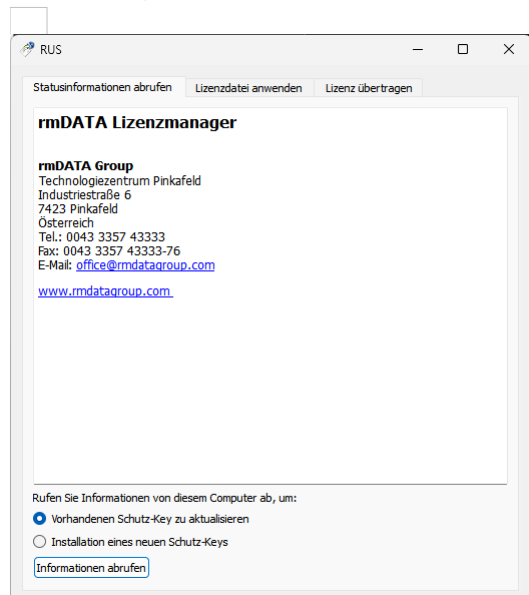 RUS
Statusinformationen abrufen Lizenzdatei anwenden Lizenz übertragen
rmDATA Lizenzmanager
rmDATA Group
Technologiezentrum Pinkafeld
Industriestraße 6
7423 Pinkafeld
Österreich
Tel.: 0043 3357 43333
Fax: 0043 3357 43333-76
E-Mail: office@rmdatagroup.com
www.rmdatagroup.com
Rufen Sie Informationen von diesem Computer ab, um:
Vorhandenen Schutz-Key zu aktualisieren
Installation eines neuen Schutz-Keys
Informationen abrufen